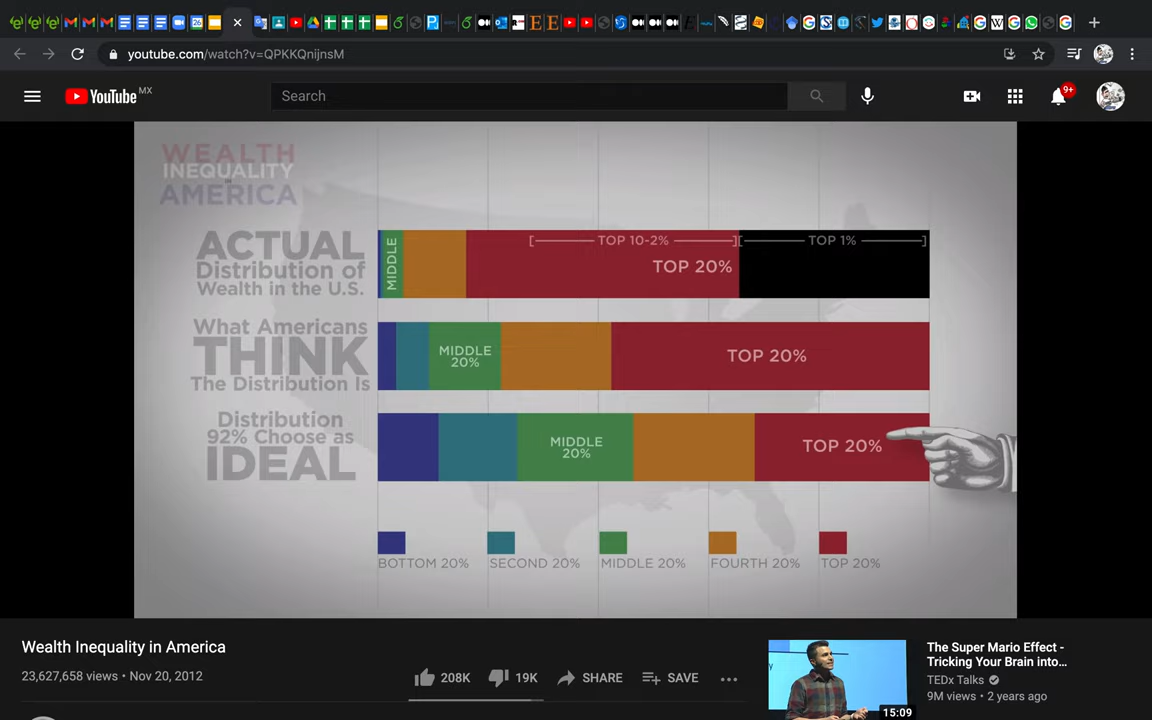 youtube.com/watch?v=QPKKQnijnsM
YouTube MX
Search
9+
WEALTH
INEQUALITY
IN
AMERICA
ACTUAL
Distribution of
Wealth in the U.S.
MIDDLE
TOP 10-2%
TOP 1%
TOP 20%
What Americans
THINK
The Distribution Is
MIDDLE
20%
TOP 20%
Distribution
92% Choose as
IDEAL
MIDDLE
20%
TOP 20%
BOTTOM 20%
SECOND 20%
MIDDLE 20%
FOURTH 20%
TOP 20%
Wealth Inequality in America
23,627,658 views • Nov 20, 2012
208K
19K
SHARE
SAVE
15:09
The Super Mario Effect -
Tricking Your Brain into...
TEDx Talks
9M views • 2 years ago